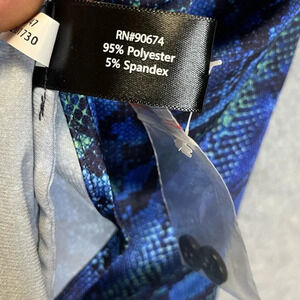 RN#90674
95% Polyester
5% Spandex